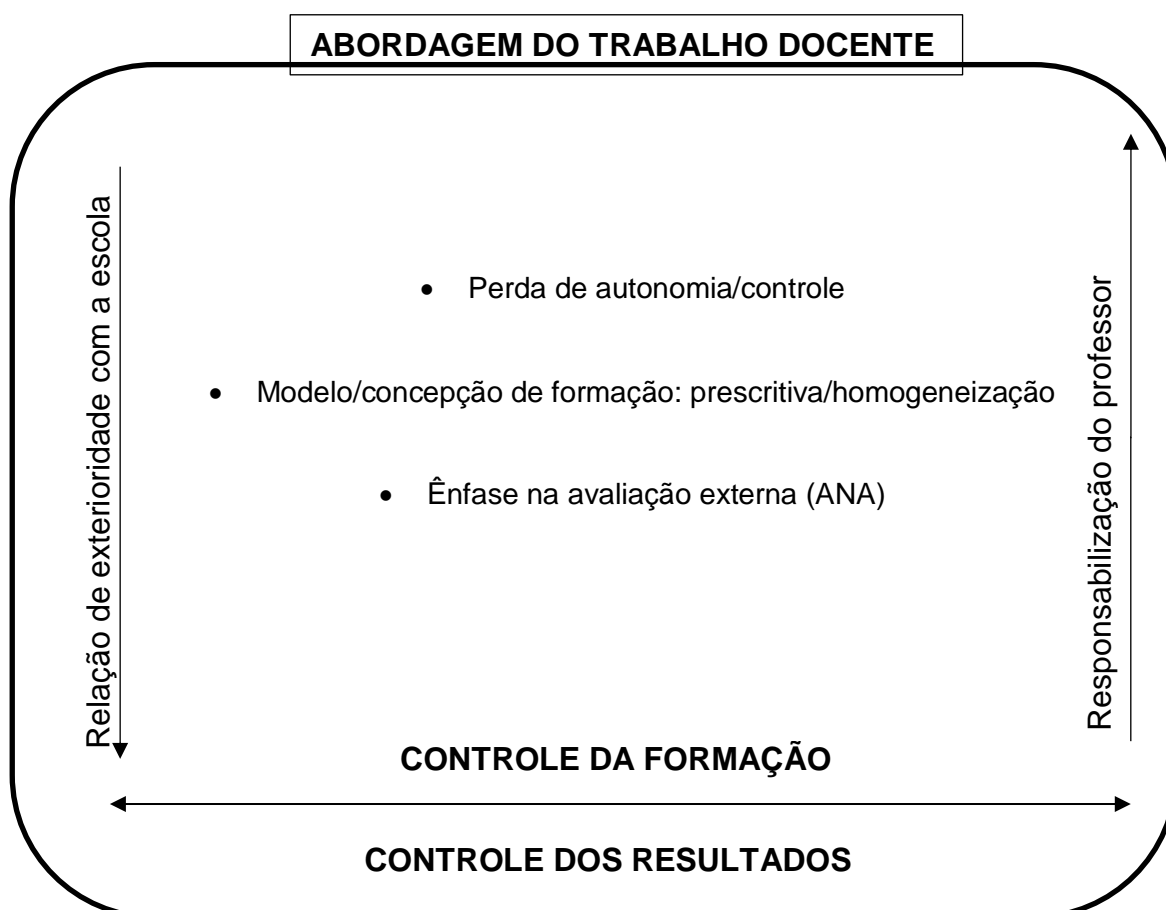 ABORDAGEM DO TRABALHO DOCENTE
Relação de exterioridade com a escola
• Perda de autonomia/controle
• Modelo/concepção de formação: prescritiva/homogeneização
• Ênfase na avaliação externa (ANA)
Responsabilização do professor
CONTROLE DA FORMAÇÃO
CONTROLE DOS RESULTADOS